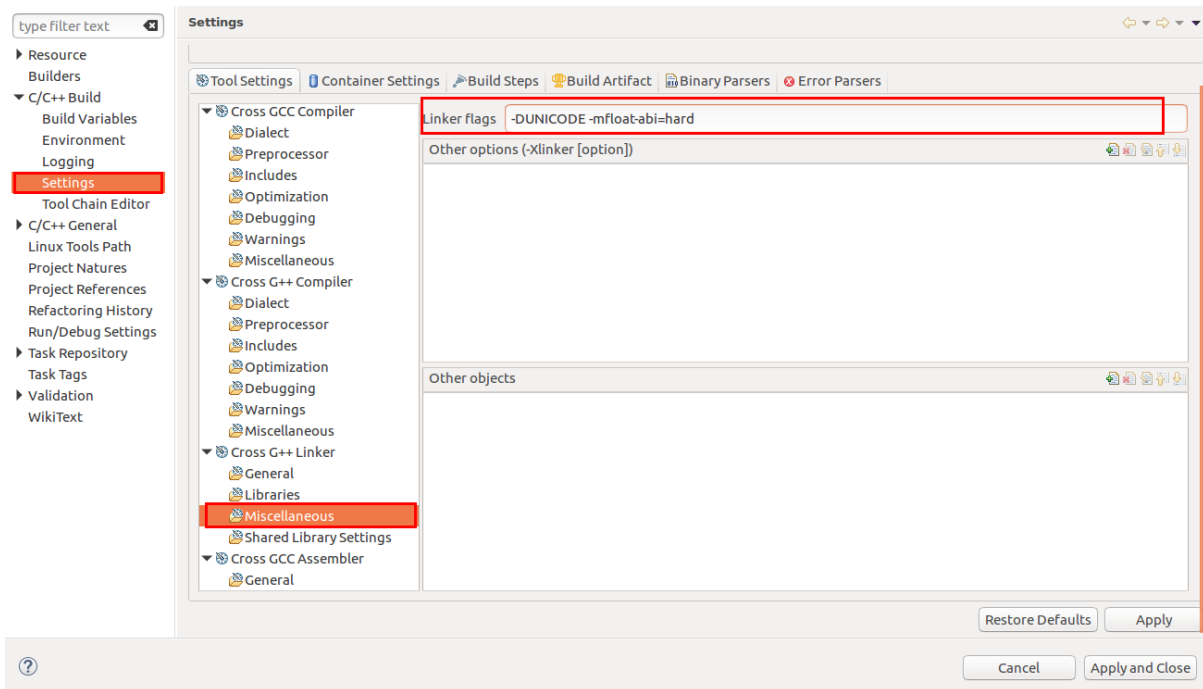 type filter text
Resource
Builders
C/C++ Build
Build Variables
Environment
Logging
Settings
Tool Chain Editor
C/C++ General
Linux Tools Path
Project Natures
Project References
Refactoring History
Run/Debug Settings
Task Repository
Task Tags
Validation
WikiText
Settings
Tool Settings Container Settings Build Steps Build Artifact Binary Parsers Error Parsers
Cross GCC Compiler
Dialect
Preprocessor
Includes
Optimization
Debugging
Warnings
Miscellaneous
Cross G++ Compiler
Dialect
Preprocessor
Includes
Optimization
Debugging
Warnings
Miscellaneous
Cross G++ Linker
General
Libraries
Miscellaneous
Shared Library Settings
Cross GCC Assembler
General
Linker flags -DUNICODE -mfloat-abi=hard
Other options (-Xlinker [option])
Other objects
Restore Defaults Apply
Cancel Apply and Close